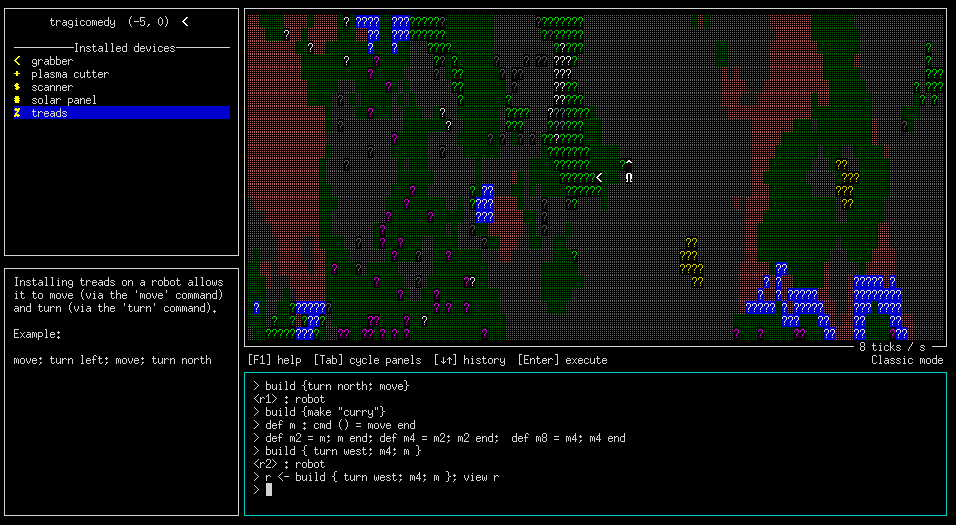 tragicomedy (-5, 0) <
Installed devices
< grabber
+ plasma cutter
$ scanner
# solar panel
% treads
Installing treads on a robot allows
it to move (via the 'move' command)
and turn (via the 'turn' command).
Example:
move; turn left; move; turn north
8 ticks / s
[F1] help [Tab] cycle panels [↓↑] history [Enter] execute
Classic mode
> build {turn north; move}
<r1> : robot
> build {make "curry"}
> def m : cmd () = move end
> def m2 = m; m end; def m4 = m2; m2 end; def m8 = m4; m4 end
> build { turn west; m4; m }
<r2> : robot
> r <- build { turn west; m4; m }; view r
>